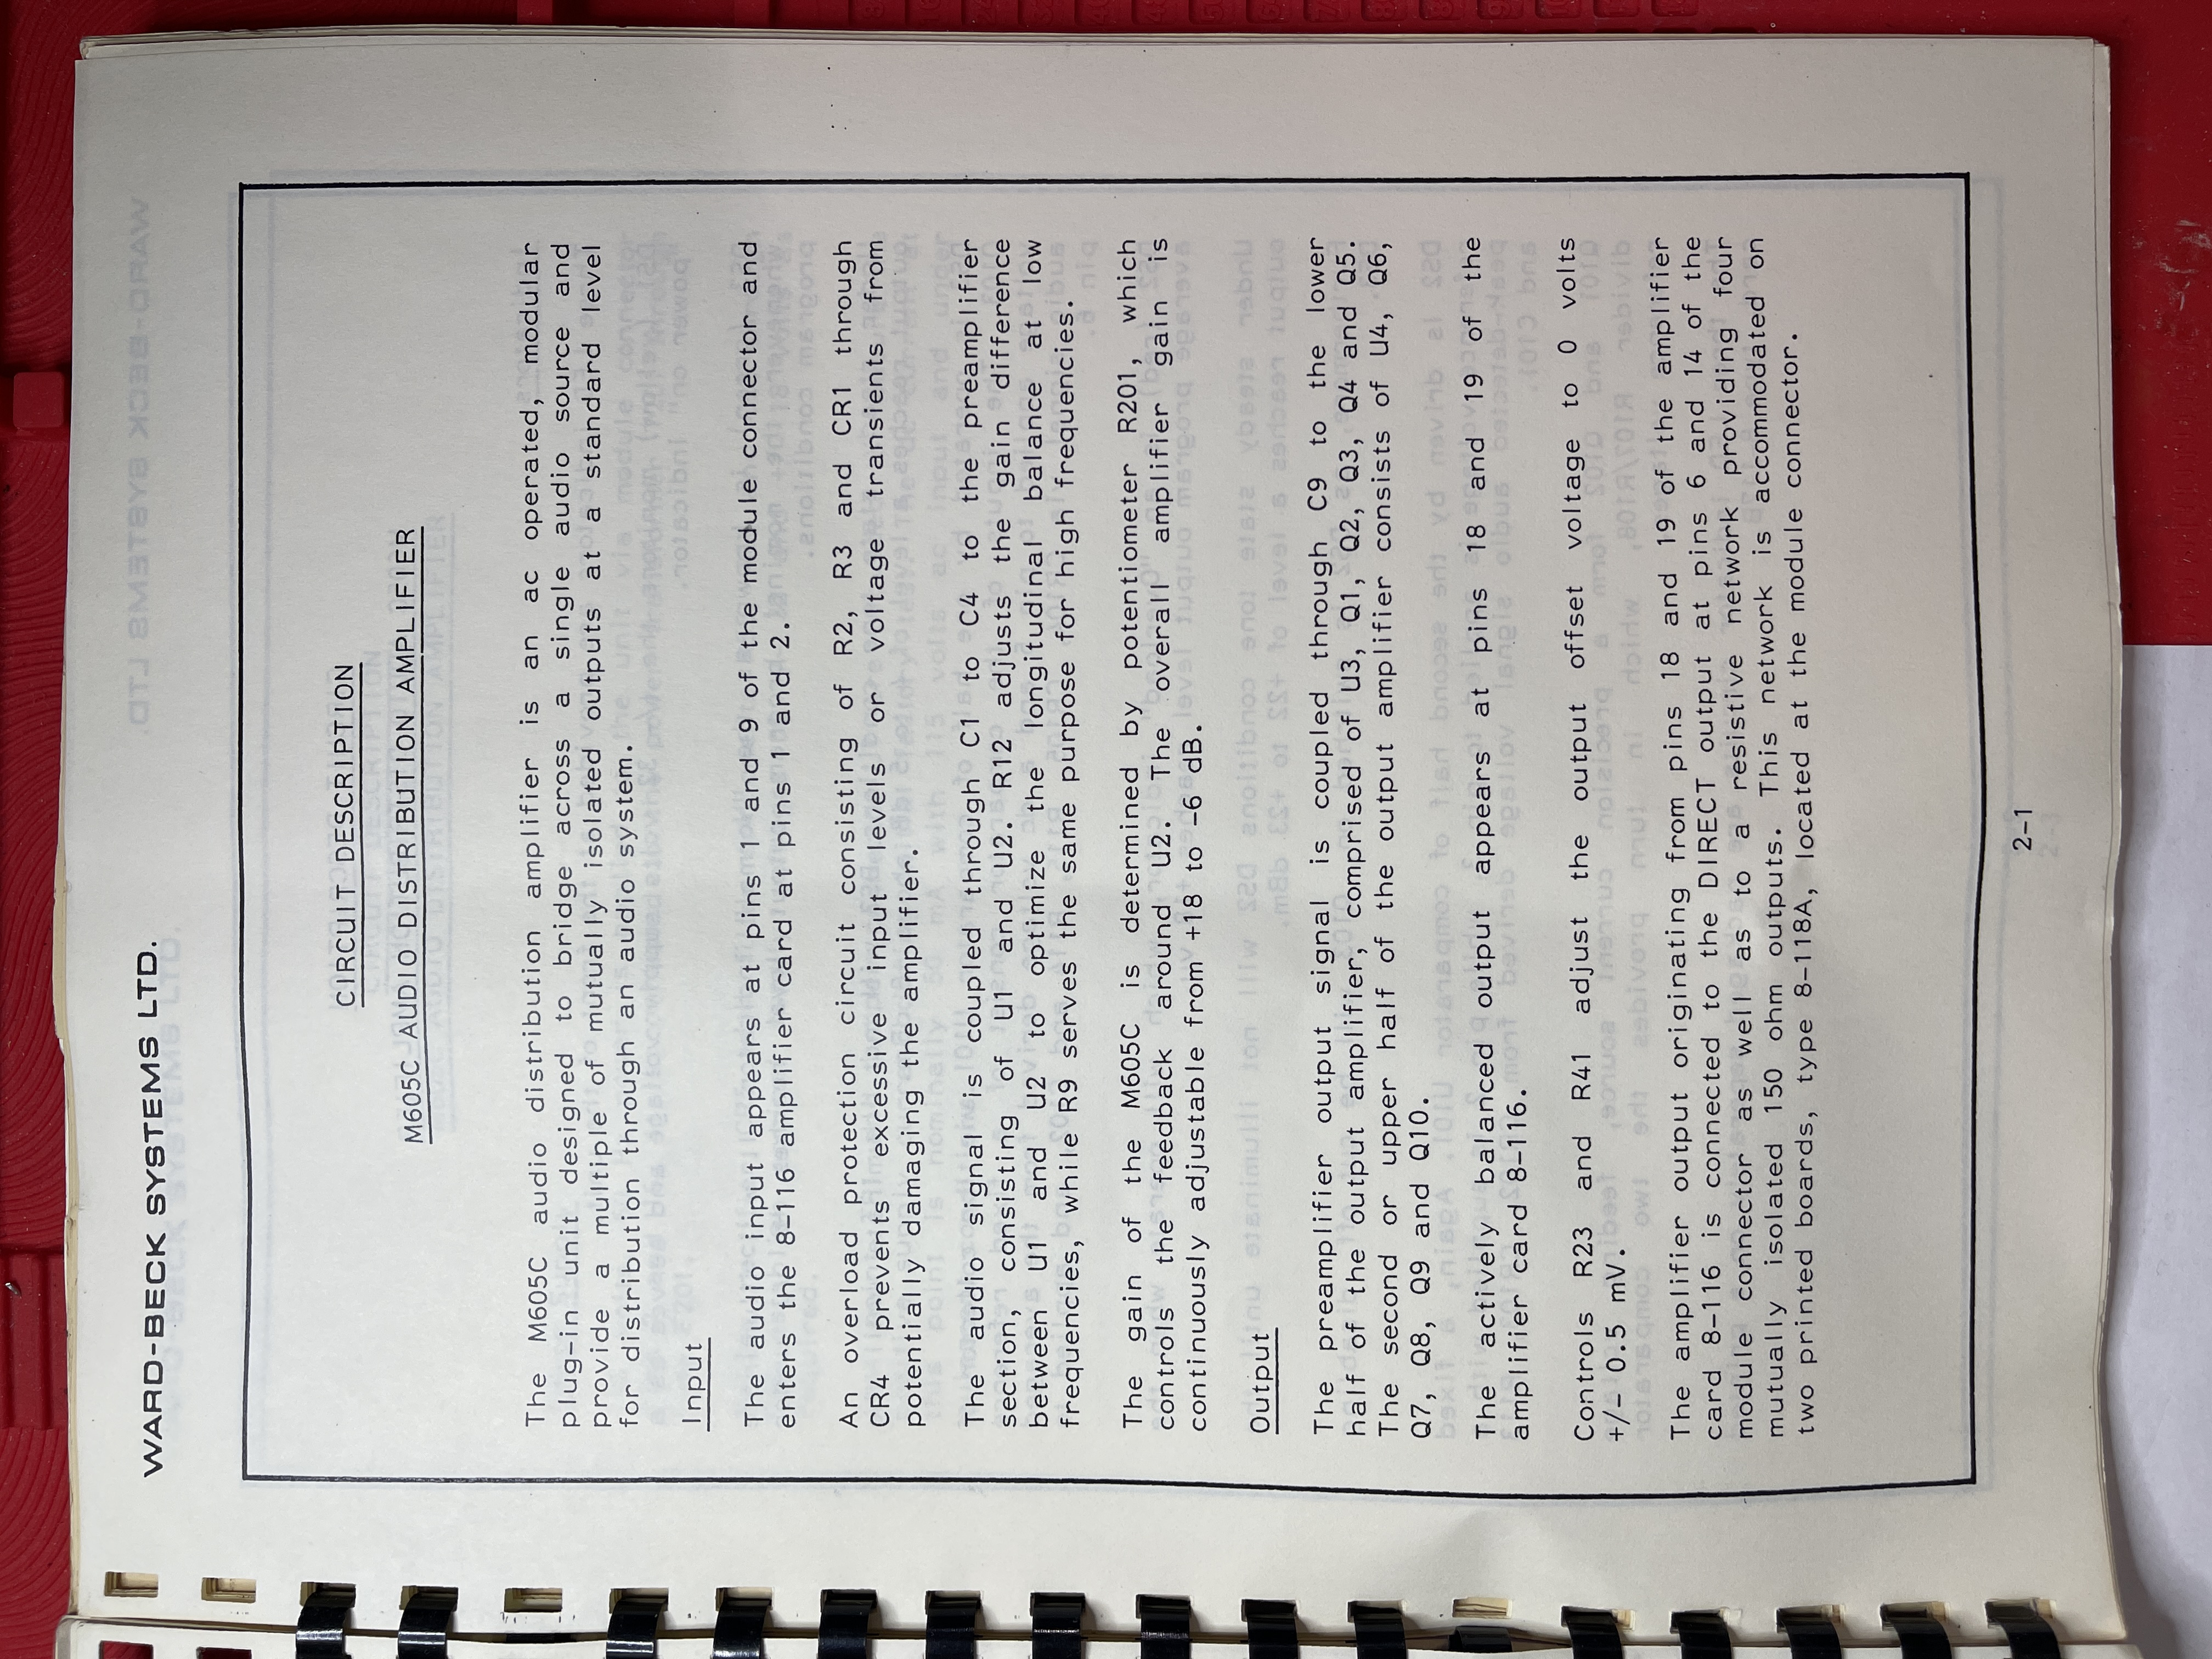 WARD-BECK SYSTEMS LTD.
CIRCUIT DESCRIPTION
M605C AUDIO DISTRIBUTION AMPLIFIER
The M605C audio distribution amplifier is an ac operated, modular
plug-in unit designed to bridge across a single audio source and
provide a multiple of mutually isolated outputs at a standard level
for distribution through an audio system.
Input
The audio input appears at pins 1 and 9 of the module connector and
enters the 8-116 amplifier card at pins 1 and 2.
An overload protection circuit consisting of R2, R3 and CR1 through
CR4 prevents excessive input levels or voltage transients from
potentially damaging the amplifier.
The audio signal is coupled through C1 to C4 to the preamplifier
section, consisting of U1 and U2. R12 adjusts the gain difference
between U1 and U2 to optimize the longitudinal balance at low
frequencies, while R9 serves the same purpose for high frequencies.
The gain of the M605C is determined by potentiometer R201, which
controls the feedback around U2. The overall amplifier gain is
continuously adjustable from +18 to -6 dB.
Output
The preamplifier output signal is coupled through C9 to the lower
half of the output amplifier, comprised of U3, Q1, Q2, Q3, Q4 and Q5.
The second or upper half of the output amplifier consists of U4, Q6,
Q7, Q8, Q9 and Q10.
The actively balanced output appears at pins 18 and 19 of the
amplifier card 8-116.
Controls R23 and R41 adjust the output offset voltage to 0 volts
+/- 0.5 mV.
The amplifier output originating from pins 18 and 19 of the amplifier
card 8-116 is connected to the DIRECT output at pins 6 and 14 of the
module connector as well as to a resistive network providing four
mutually isolated 150 ohm outputs. This network is accommodated on
two printed boards, type 8-118A, located at the module connector.
2-1